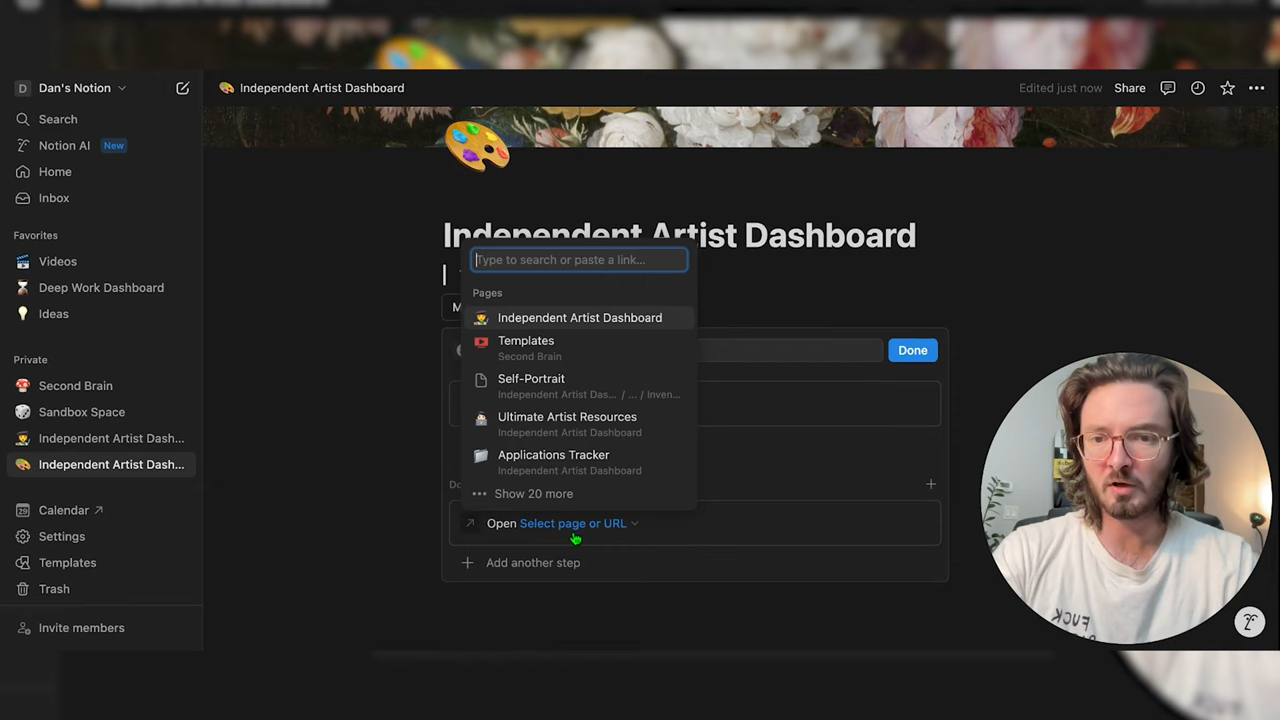 Dan's Notion
Search
Notion AI New
Home
Inbox
Favorites
Videos
Deep Work Dashboard
Ideas
Private
Second Brain
Sandbox Space
Independent Artist Dash...
Independent Artist Dash...
Calendar
Settings
Templates
Trash
Invite members
Independent Artist Dashboard
Edited just now Share
Independent Artist Dashboard
Type to search or paste a link...
Pages
Independent Artist Dashboard
Templates
Second Brain
Self-Portrait
Independent Artist Das... / ... / Inven...
Ultimate Artist Resources
Independent Artist Dashboard
Applications Tracker
Independent Artist Dashboard
Show 20 more
M
Done
Do
Open Select page or URL
Add another step
FUCK